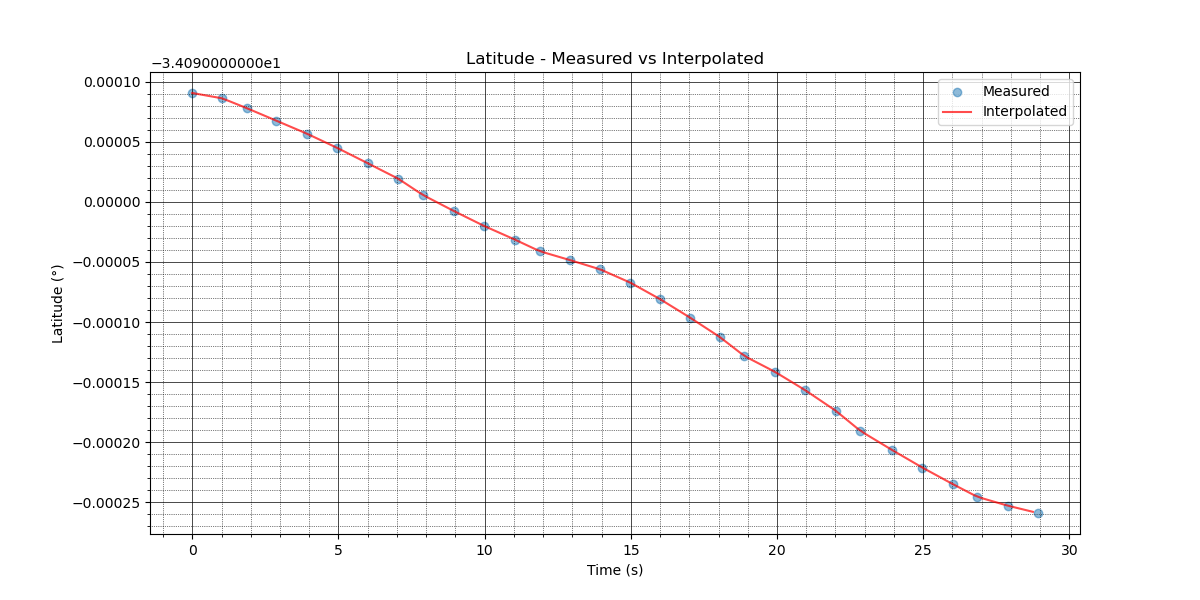 Latitude - Measured vs Interpolated
−3.4090000000e1
Measured
Interpolated
0.00010
0.00005
0.00000
−0.00005
−0.00010
−0.00015
−0.00020
−0.00025
Latitude (°)
0 5 10 15 20 25 30
Time (s)